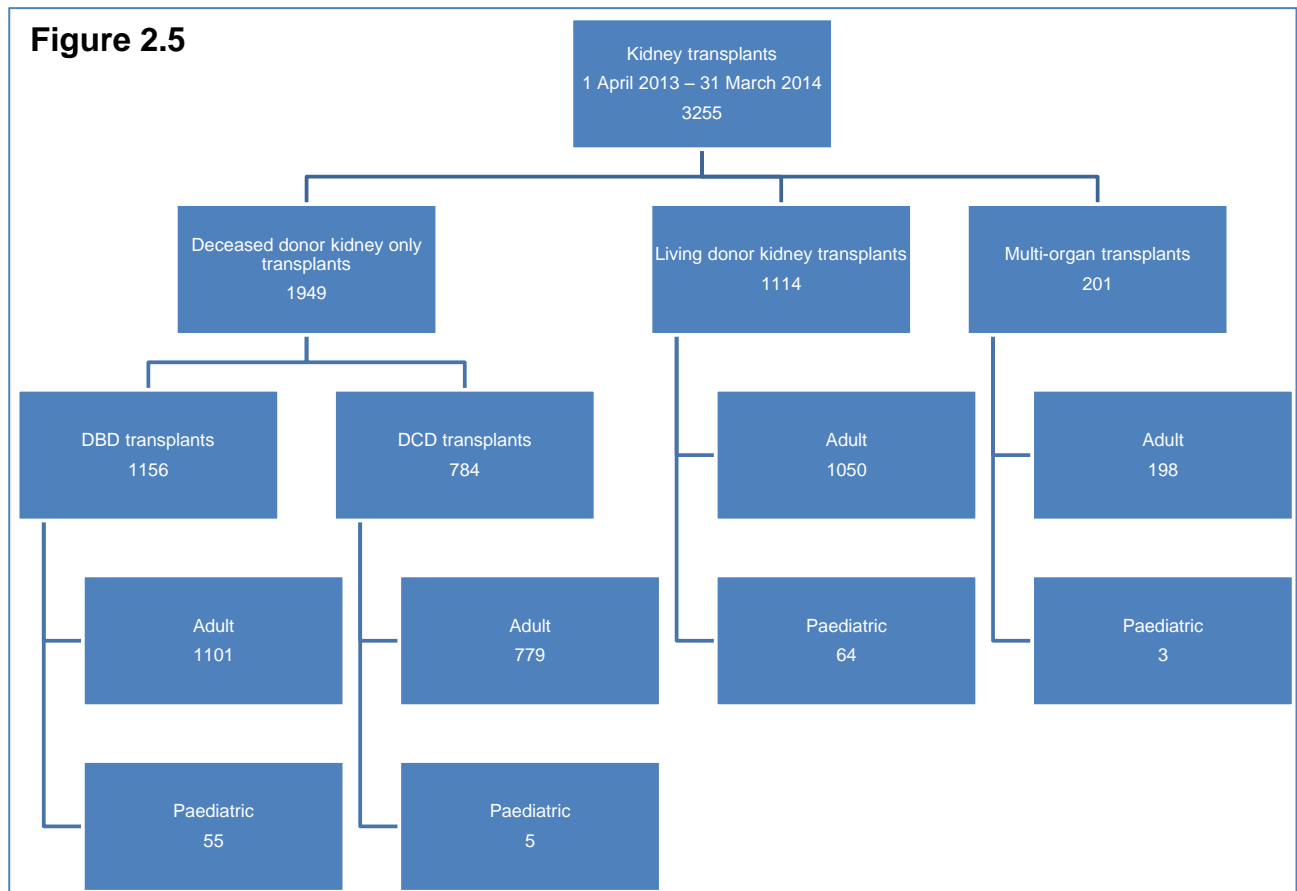 Figure 2.5
Kidney transplants
1 April 2013 – 31 March 2014
3255
Deceased donor kidney only
transplants
1949
Living donor kidney transplants
1114
Multi-organ transplants
201
DBD transplants
1156
DCD transplants
784
Adult
1050
Adult
198
Adult
1101
Adult
779
Paediatric
64
Paediatric
3
Paediatric
55
Paediatric
5